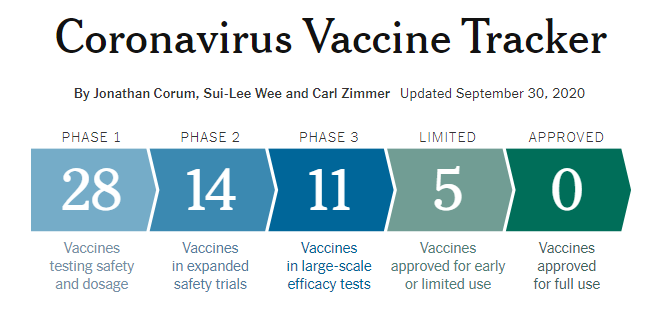 Coronavirus Vaccine Tracker
By Jonathan Corum, Sui-Lee Wee and Carl Zimmer Updated September 30, 2020
PHASE 1 PHASE 2 PHASE 3 LIMITED APPROVED
28 14 11 5 0
Vaccines Vaccines Vaccines Vaccines Vaccines
testing safety in expanded in large-scale approved for early approved
and dosage safety trials efficacy tests or limited use for full use